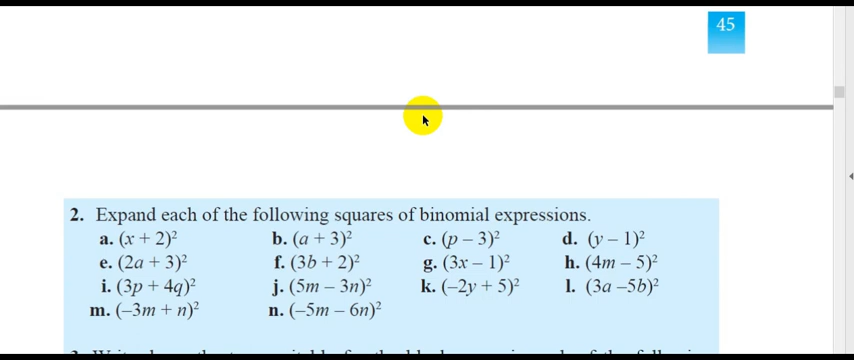 45
2. Expand each of the following squares of binomial expressions.
a. (x + 2)² b. (a + 3)² c. (p – 3)² d. (y – 1)²
e. (2a + 3)² f. (3b + 2)² g. (3x – 1)² h. (4m – 5)²
i. (3p + 4q)² j. (5m – 3n)² k. (–2y + 5)² l. (3a –5b)²
m. (–3m + n)² n. (–5m – 6n)²